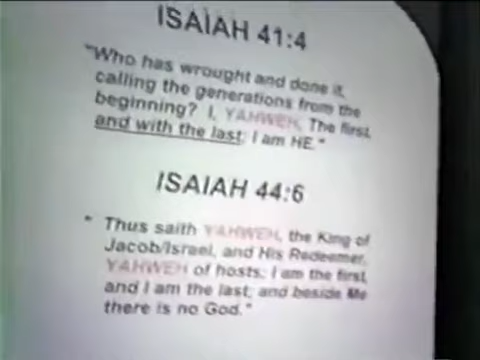 ISAIAH 41:4
"Who has wrought and done it,
calling the generations from the
beginning? I, YAHWEH, The first,
and with the last; I am HE."
ISAIAH 44:6
" Thus saith YAHWEH, the King of
Jacob/Israel, and His Redeemer,
YAHWEH of hosts; I am the first,
and I am the last; and beside Me
there is no God."